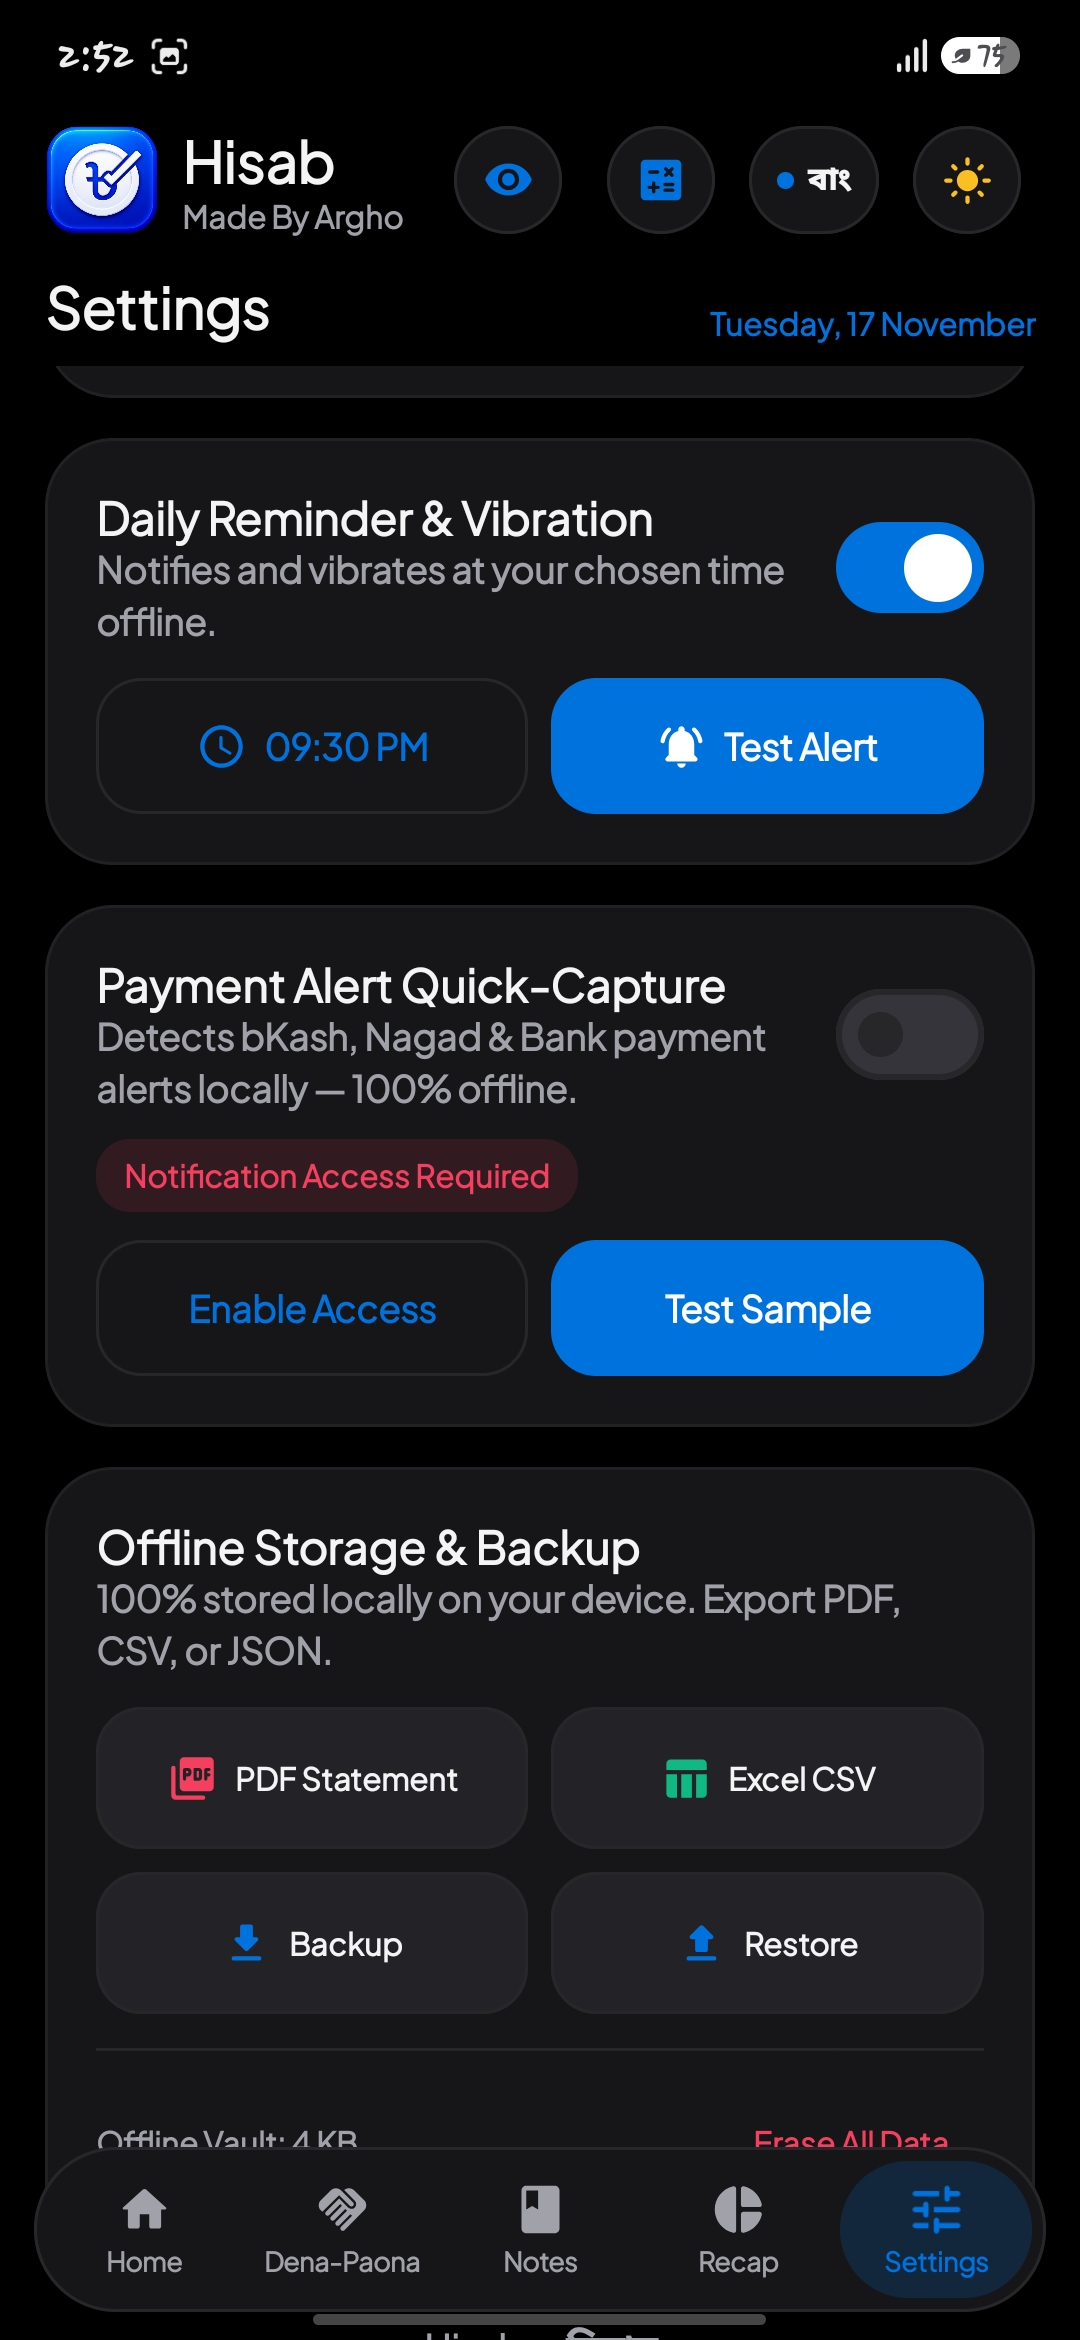 2:52
75
Hisab
Made By Argho
বাং
Settings
Tuesday, 17 November
Daily Reminder & Vibration
Notifies and vibrates at your chosen time
offline.
09:30 PM
Test Alert
Payment Alert Quick-Capture
Detects bKash, Nagad & Bank payment
alerts locally — 100% offline.
Notification Access Required
Enable Access
Test Sample
Offline Storage & Backup
100% stored locally on your device. Export PDF,
CSV, or JSON.
PDF
PDF Statement
Excel CSV
Backup
Restore
Offline Vault: 4 KB
Erase All Data
Home
Dena-Paona
Notes
Recap
Settings